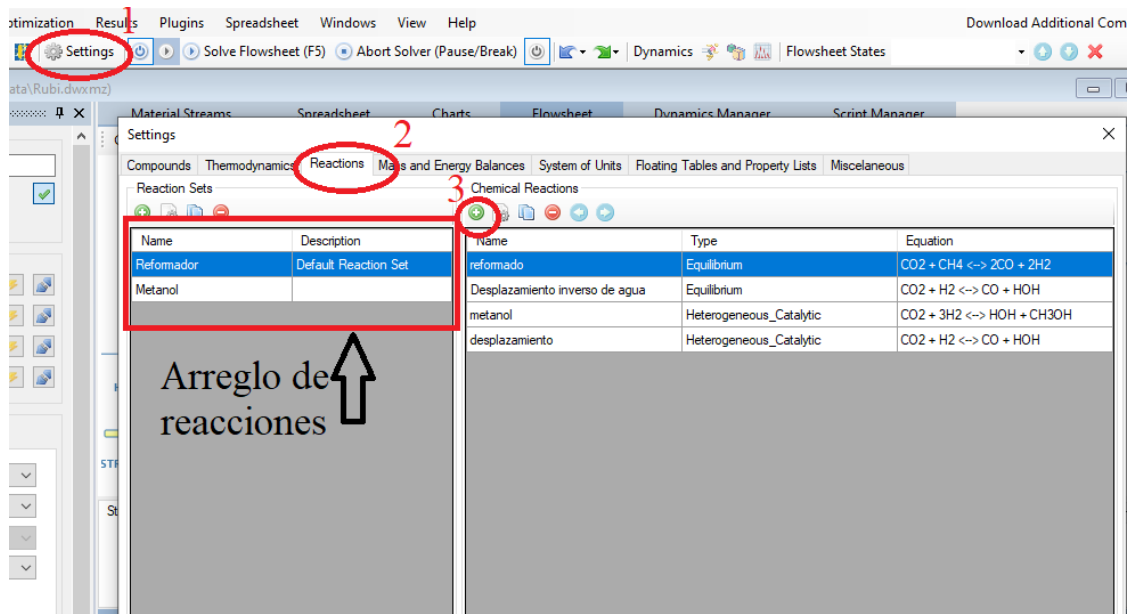 ptimization Results Plugins Spreadsheet Windows View Help Download Additional Com
1
Settings Solve Flowsheet (F5) Abort Solver (Pause/Break) Dynamics Flowsheet States
ata\Rubi.dwxmz)
Material Streams Spreadsheet Charts Flowsheet Dynamics Manager Script Manager
Settings
2
Compounds Thermodynamics Reactions Mass and Energy Balances System of Units Floating Tables and Property Lists Miscelaneous
Reaction Sets
Chemical Reactions
3
Name Description
Reformador Default Reaction Set
Metanol
Name Type Equation
reformado Equilibrium CO2 + CH4 <--> 2CO + 2H2
Desplazamiento inverso de agua Equilibrium CO2 + H2 <--> CO + HOH
metanol Heterogeneous_Catalytic CO2 + 3H2 <--> HOH + CH3OH
desplazamiento Heterogeneous_Catalytic CO2 + H2 <--> CO + HOH
Arreglo de
reacciones
STR
St